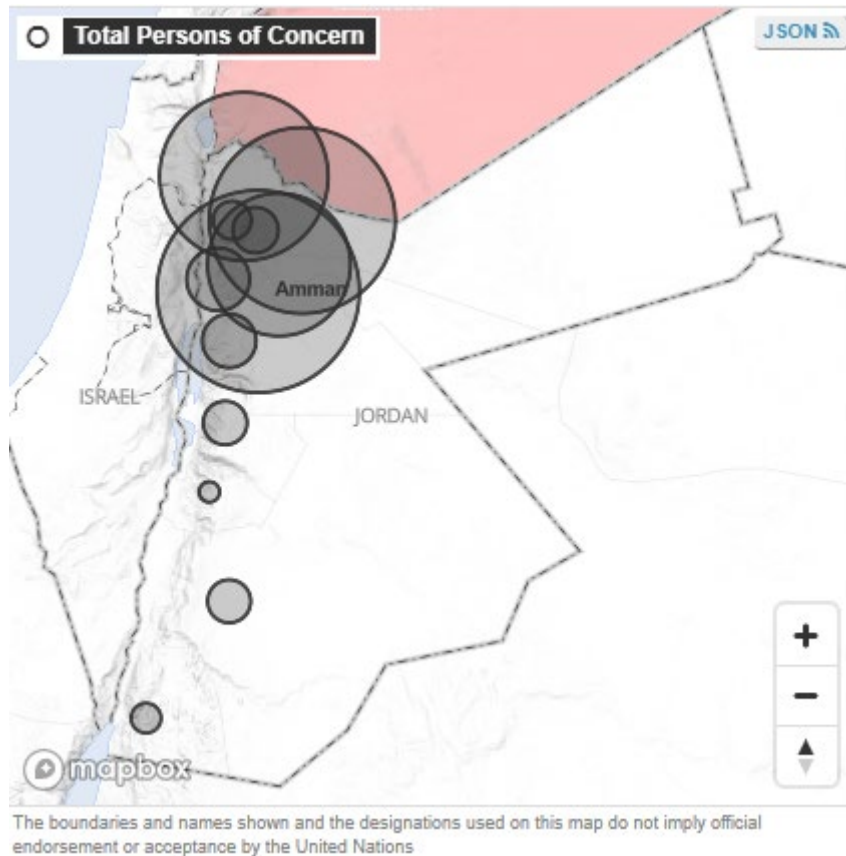 Total Persons of Concern
JSON
Amman
ISRAEL
JORDAN
mapbox
The boundaries and names shown and the designations used on this map do not imply official
endorsement or acceptance by the United Nations